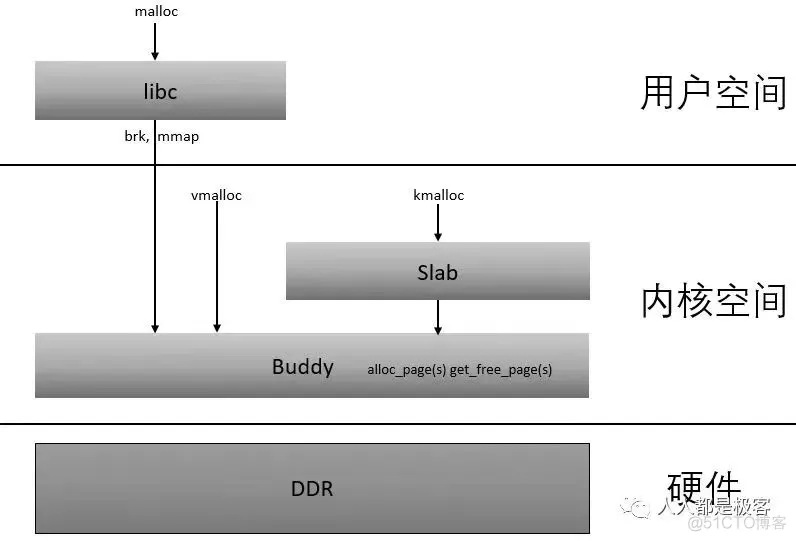 malloc
libc
用户空间
brk, mmap
vmalloc
kmalloc
Slab
内核空间
Buddy alloc_page(s) get_free_page(s)
DDR
硬件
人人都是极客
@51CTO博客